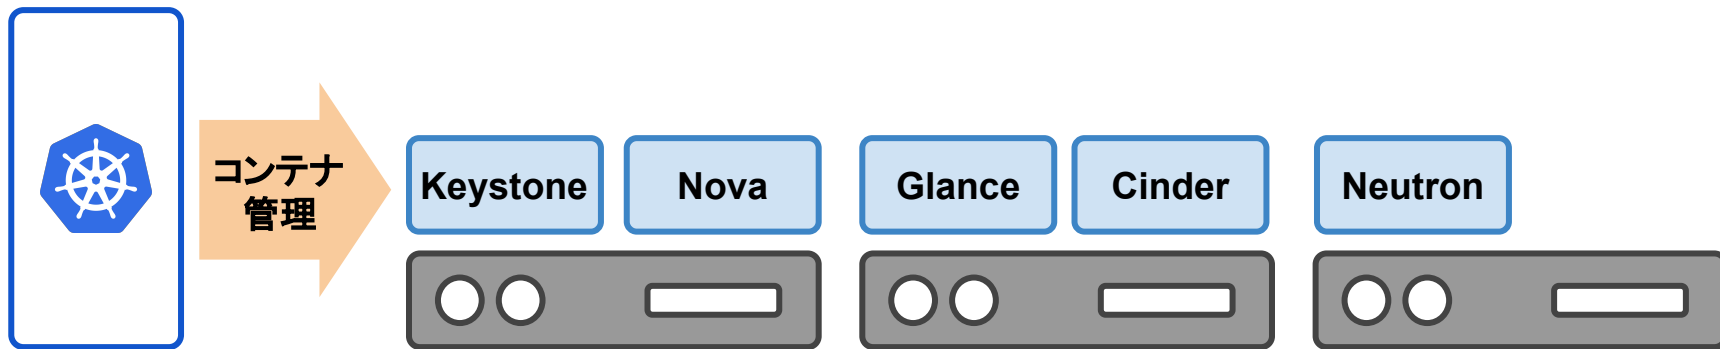 コンテナ
管理
Keystone
Nova
Glance
Cinder
Neutron